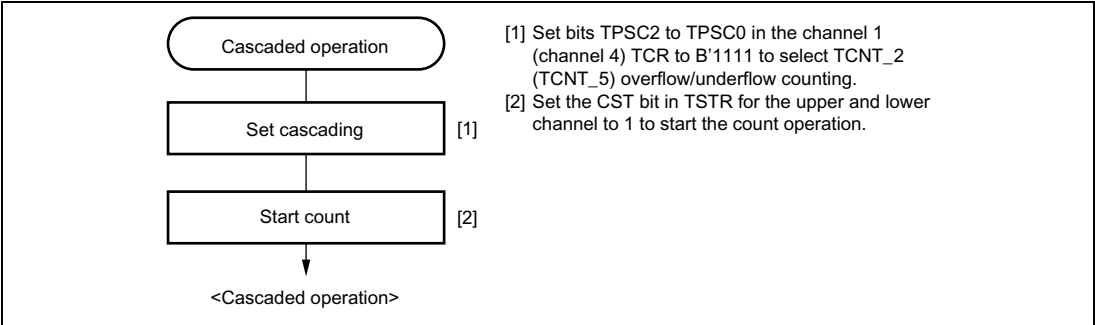 Cascaded operation
Set cascading
[1]
Start count
[2]
<Cascaded operation>
[1] Set bits TPSC2 to TPSC0 in the channel 1
(channel 4) TCR to B'1111 to select TCNT_2
(TCNT_5) overflow/underflow counting.
[2] Set the CST bit in TSTR for the upper and lower
channel to 1 to start the count operation.